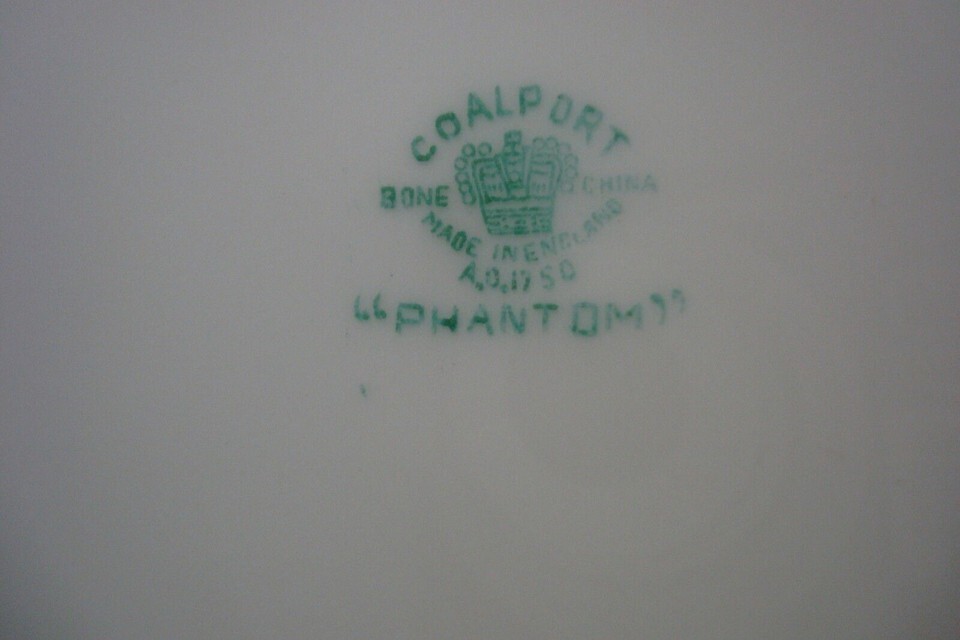 COALPORT
BONE CHINA
MADE IN ENGLAND
A.D.1750
“PHANTOM”